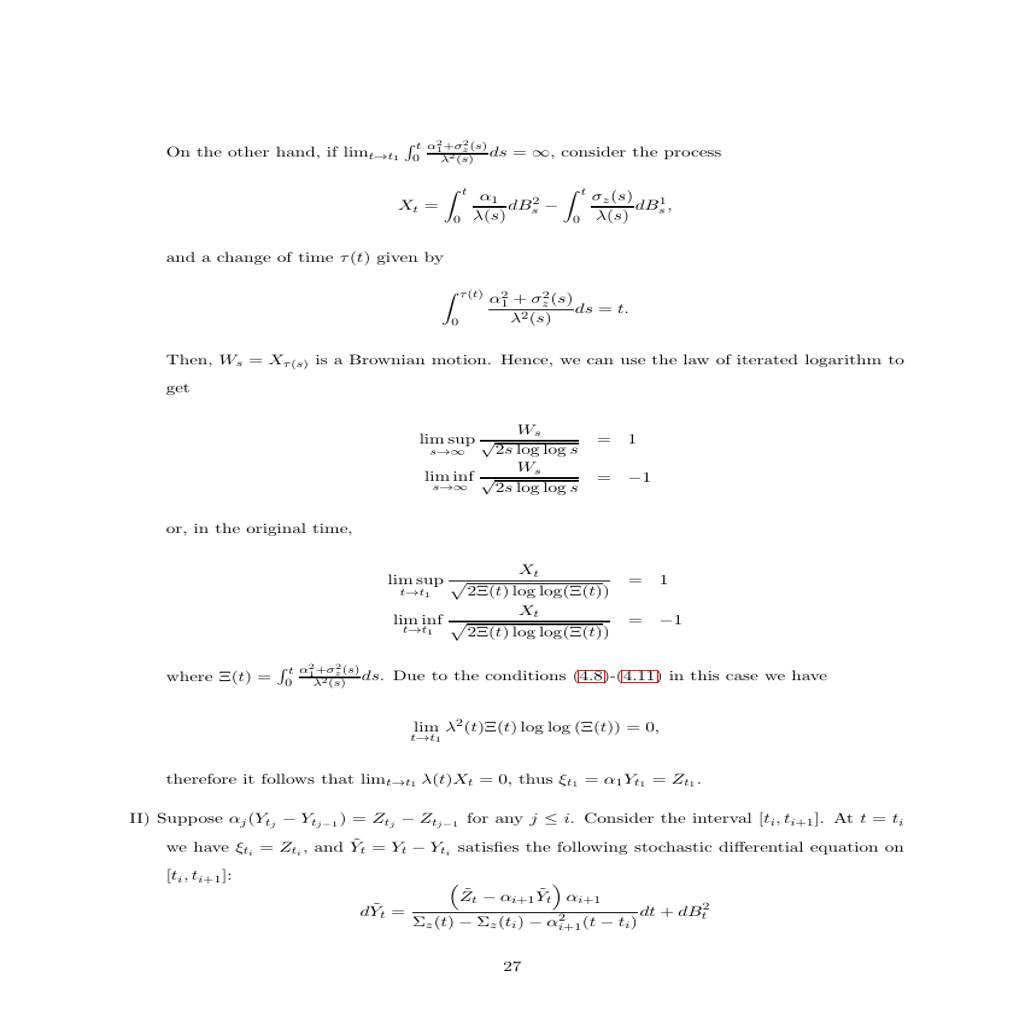 On the other hand, if $\lim_{t\to t_1} \int_0^t \frac{\alpha_1^2+\sigma_z^2(s)}{\lambda^2(s)}ds = \infty$, consider the process
$X_t = \int_0^t \frac{\alpha_1}{\lambda(s)}dB_s^2 - \int_0^t \frac{\sigma_z(s)}{\lambda(s)}dB_s^1,$
and a change of time $\tau(t)$ given by
$\int_0^{\tau(t)} \frac{\alpha_1^2 + \sigma_z^2(s)}{\lambda^2(s)}ds = t.$
Then, $W_s = X_{\tau(s)}$ is a Brownian motion. Hence, we can use the law of iterated logarithm to
get
$\limsup_{s\to\infty} \frac{W_s}{\sqrt{2s \log\log s}} = 1$
$\liminf_{s\to\infty} \frac{W_s}{\sqrt{2s \log\log s}} = -1$
or, in the original time,
$\limsup_{t\to t_1} \frac{X_t}{\sqrt{2\Xi(t) \log\log(\Xi(t))}} = 1$
$\liminf_{t\to t_1} \frac{X_t}{\sqrt{2\Xi(t) \log\log(\Xi(t))}} = -1$
where $\Xi(t) = \int_0^t \frac{\alpha_1^2+\sigma_z^2(s)}{\lambda^2(s)}ds$. Due to the conditions (4.8)-(4.11) in this case we have
$\lim_{t\to t_1} \lambda^2(t)\Xi(t) \log\log(\Xi(t)) = 0,$
therefore it follows that $\lim_{t\to t_1} \lambda(t)X_t = 0$, thus $\xi_{t_1} = \alpha_1 Y_{t_1} = Z_{t_1}$.
II) Suppose $\alpha_j(Y_{t_j} - Y_{t_{j-1}}) = Z_{t_j} - Z_{t_{j-1}}$ for any $j \leq i$. Consider the interval $[t_i, t_{i+1}]$. At $t = t_i$
we have $\xi_{t_i} = Z_{t_i}$, and $\bar{Y}_t = Y_t - Y_{t_i}$ satisfies the following stochastic differential equation on
$[t_i, t_{i+1}]$:
$d\bar{Y}_t = \frac{\left(\bar{Z}_t - \alpha_{i+1}\bar{Y}_t\right)\alpha_{i+1}}{\Sigma_z(t) - \Sigma_z(t_i) - \alpha_{i+1}^2(t - t_i)}dt + dB_t^2$
27